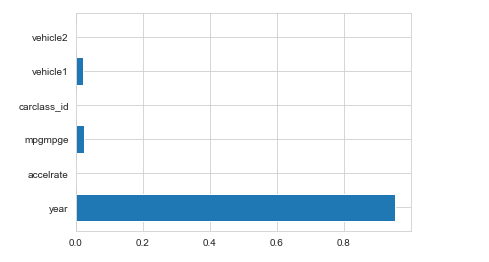 vehicle2
vehicle1
carclass_id
mpgmpge
accelrate
year
0.0 0.2 0.4 0.6 0.8